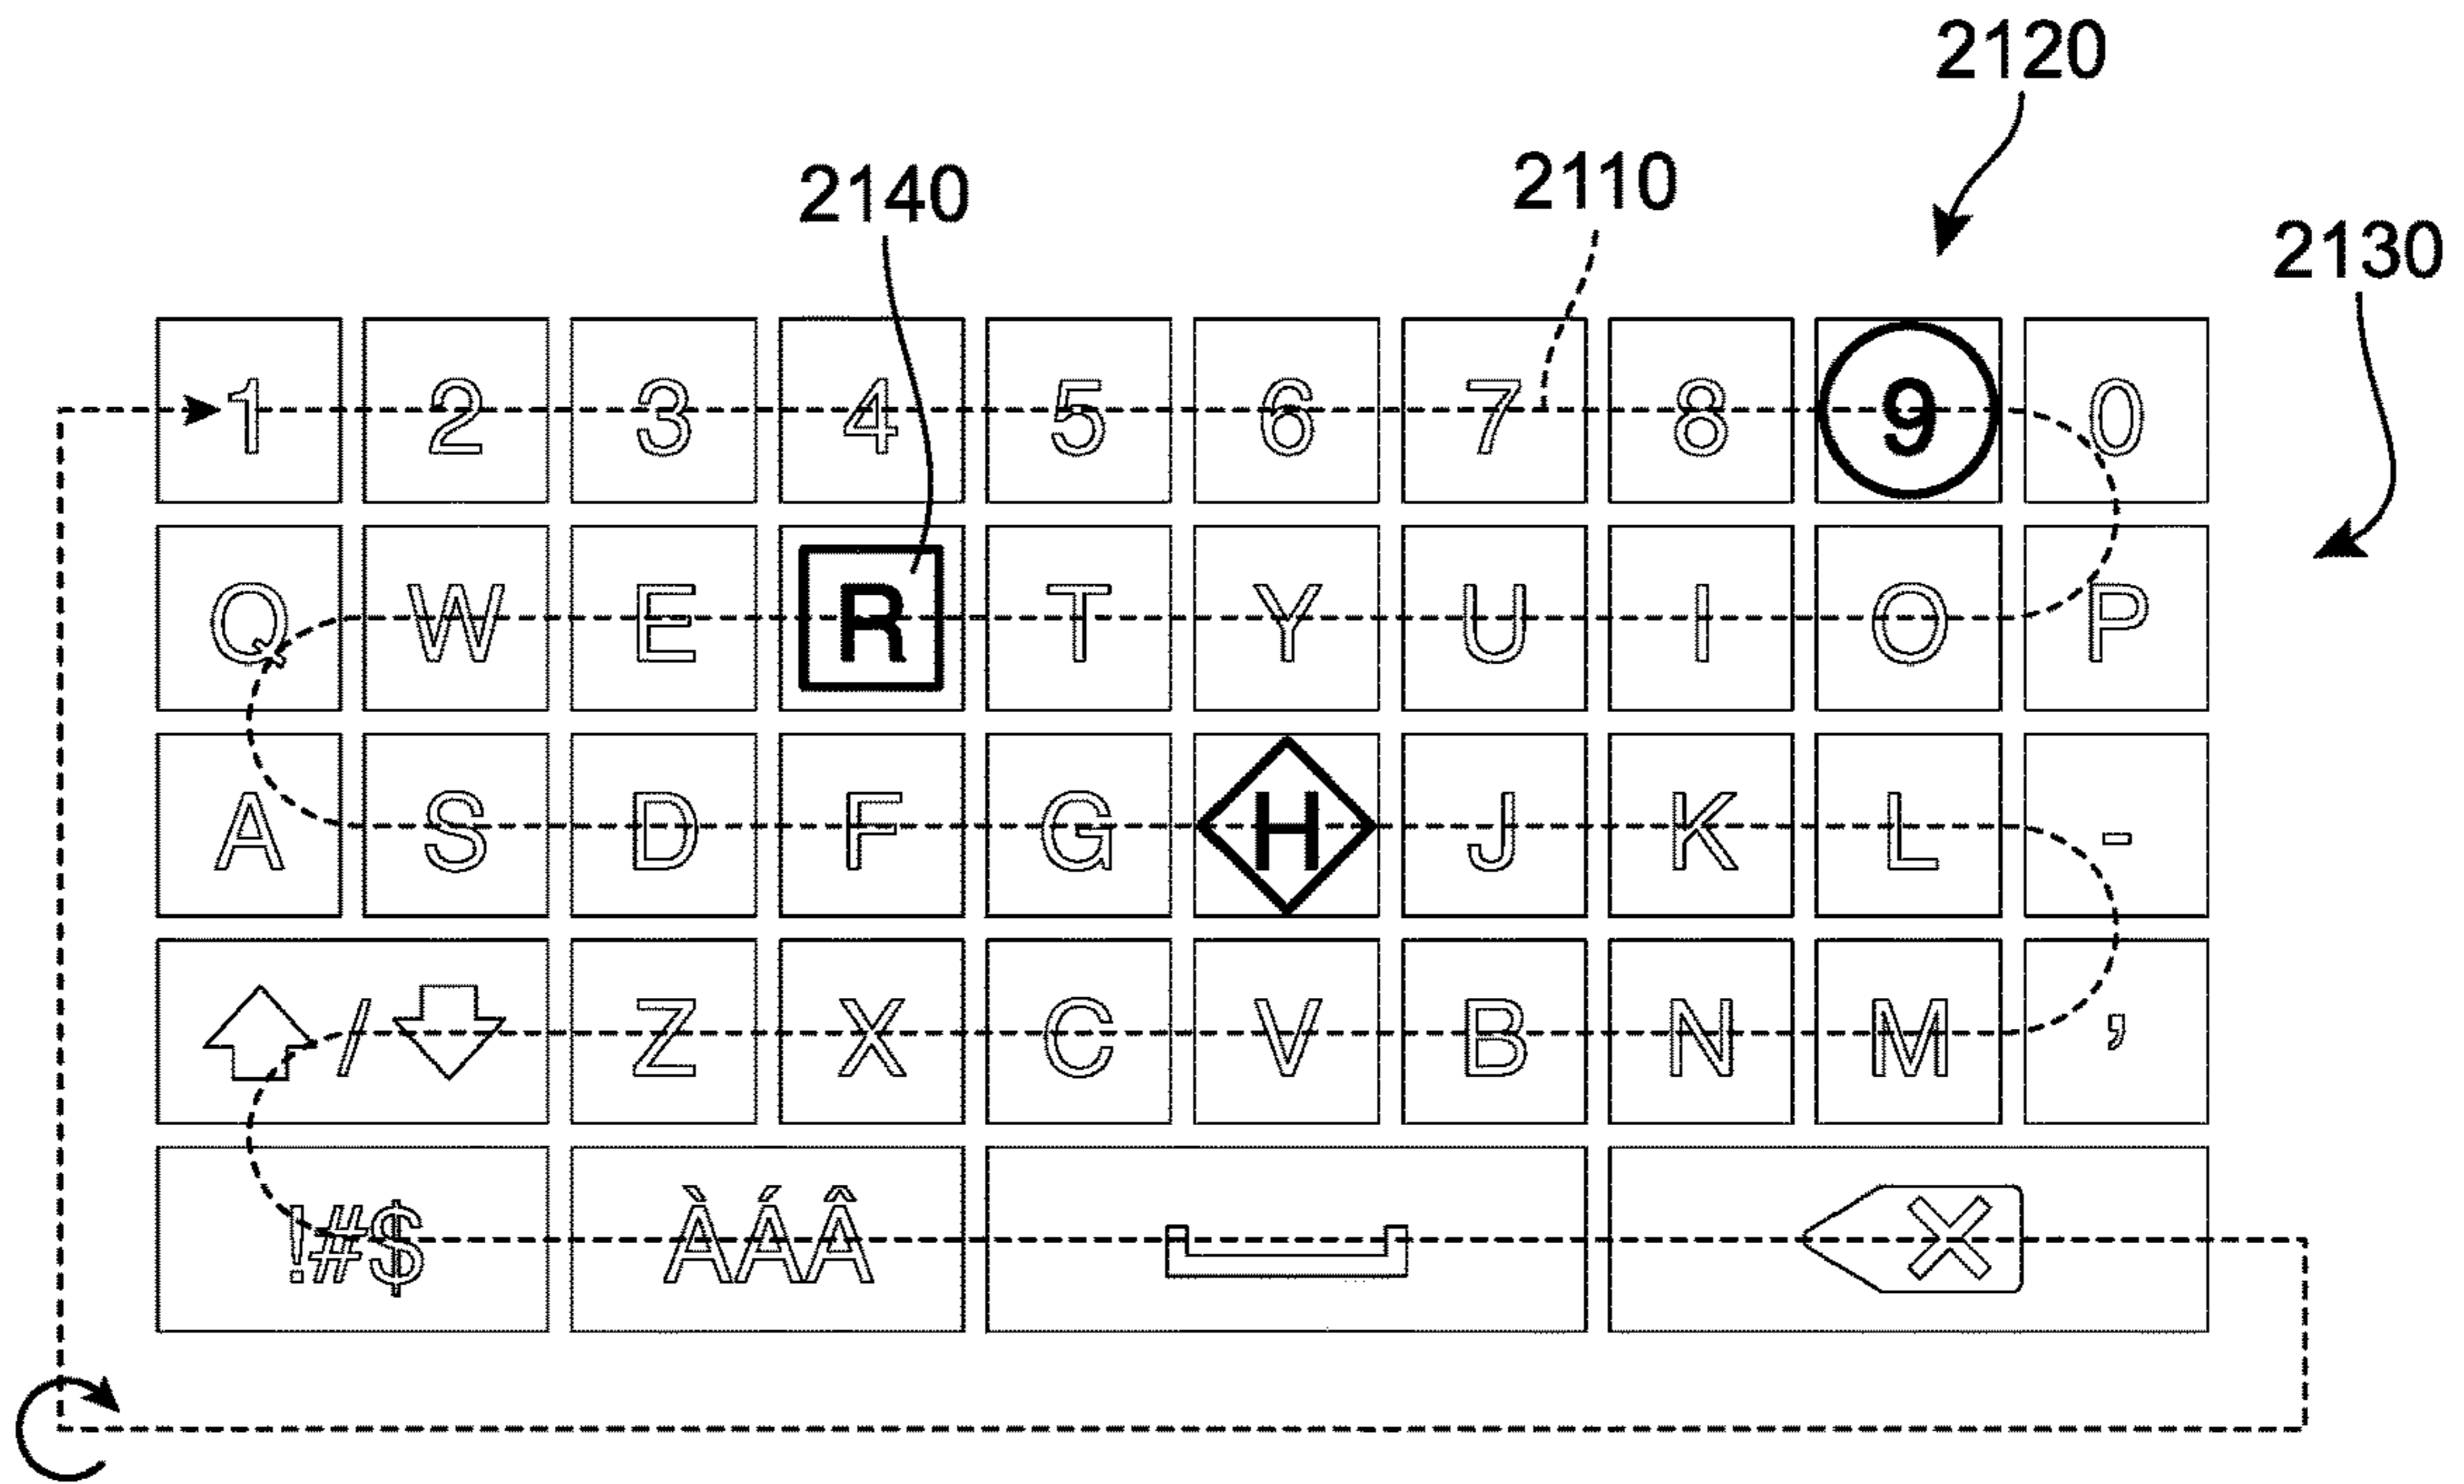 2120
2140 2110
2130
1 2 3 4 5 6 7 8 9 0
Q W E R T Y U I O P
A S D F G H J K L -
/ Z X C V B N M ,
!#$ ÀÁÂ